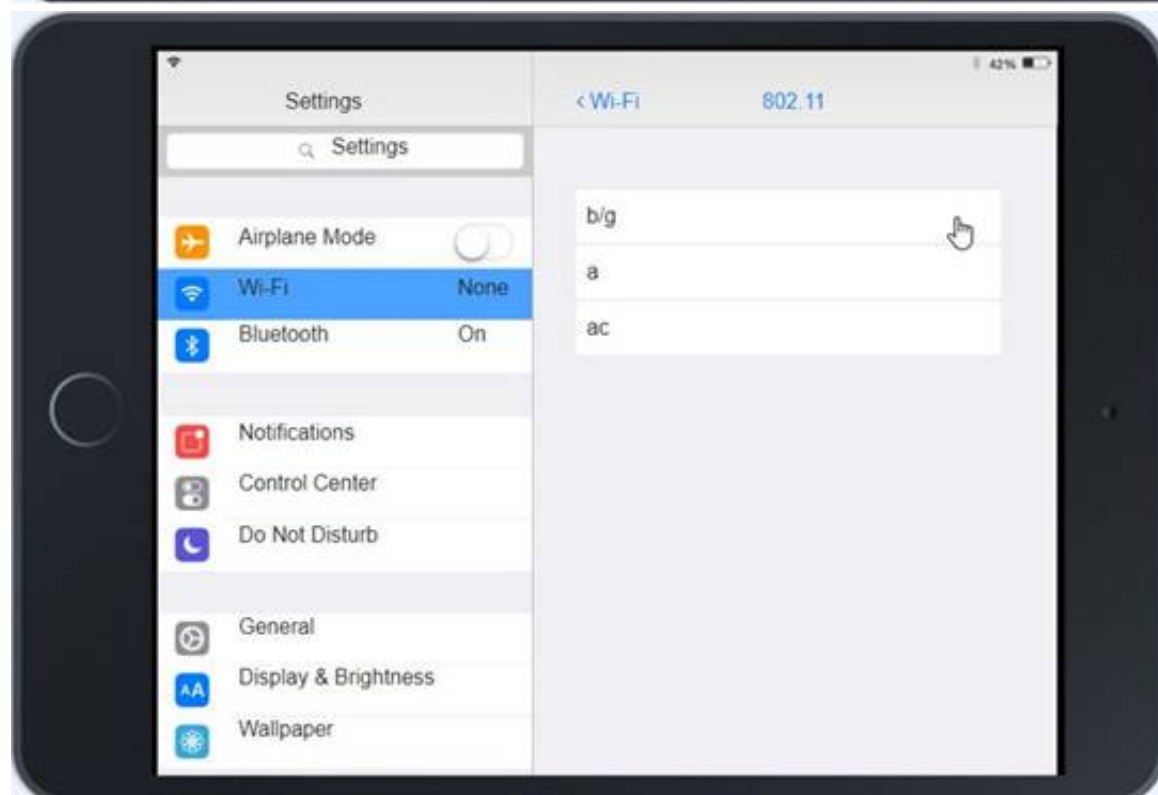 42%
Settings
< Wi-Fi
802.11
Settings
Airplane Mode
Wi-Fi None
Bluetooth On
Notifications
Control Center
Do Not Disturb
General
AA Display & Brightness
Wallpaper
b/g
a
ac